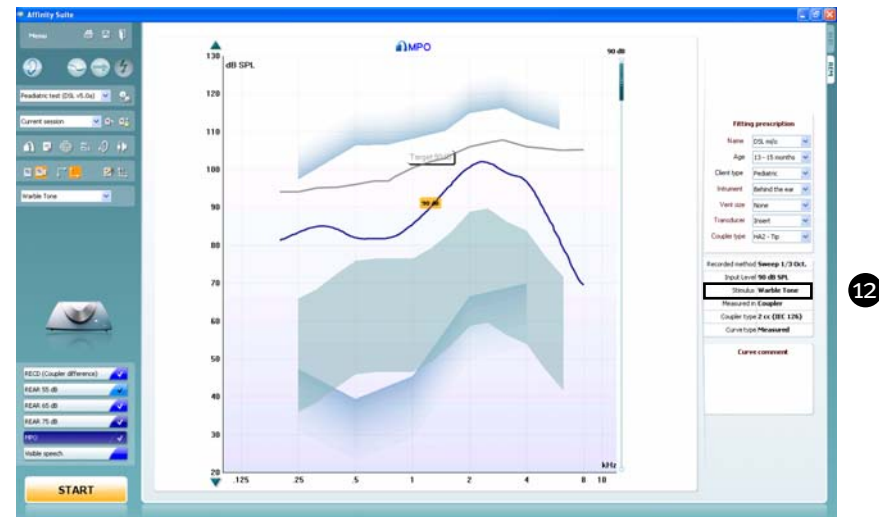 Affinity Suite
Menu
Peadiatric test (DSL v5.0a)
Current session
Warble Tone
RECD (Coupler difference)
REAR 55 dB
REAR 65 dB
REAR 75 dB
MPO
Visible speech
START
MPO
90 dB
dB SPL
130
120
110
100
90
80
70
60
50
40
30
20
Target 90 dB
90 dB
.125 .25 .5 1 2 4 8 10
kHz
REM
Fitting prescription
Name DSL m/o
Age 13 - 15 months
Client type Pediatric
Intrument Behind the ear
Vent size None
Transducer Insert
Coupler type HA2 - Tip
Recorded method Sweep 1/3 Oct.
Input Level 90 dB SPL
Stimulus Warble Tone
Measured in Coupler
Coupler type 2 cc (IEC 126)
Curve type Measured
Curve comment
12